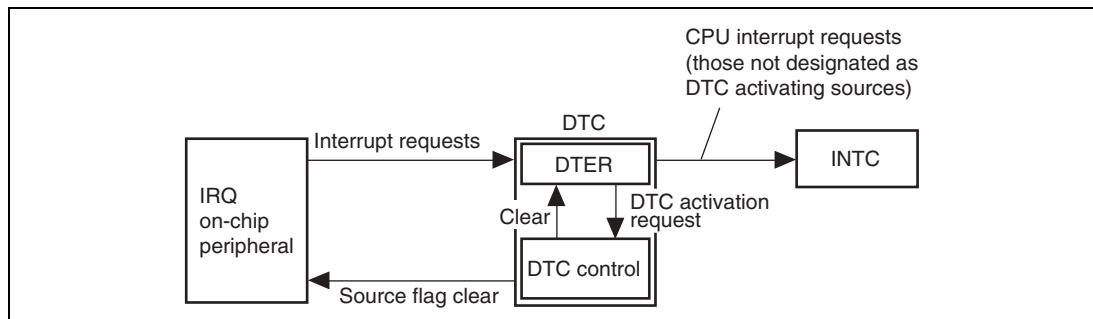 CPU interrupt requests
(those not designated as
DTC activating sources)
DTC
Interrupt requests
DTER
INTC
IRQ
on-chip
peripheral
Clear
DTC activation
request
DTC control
Source flag clear